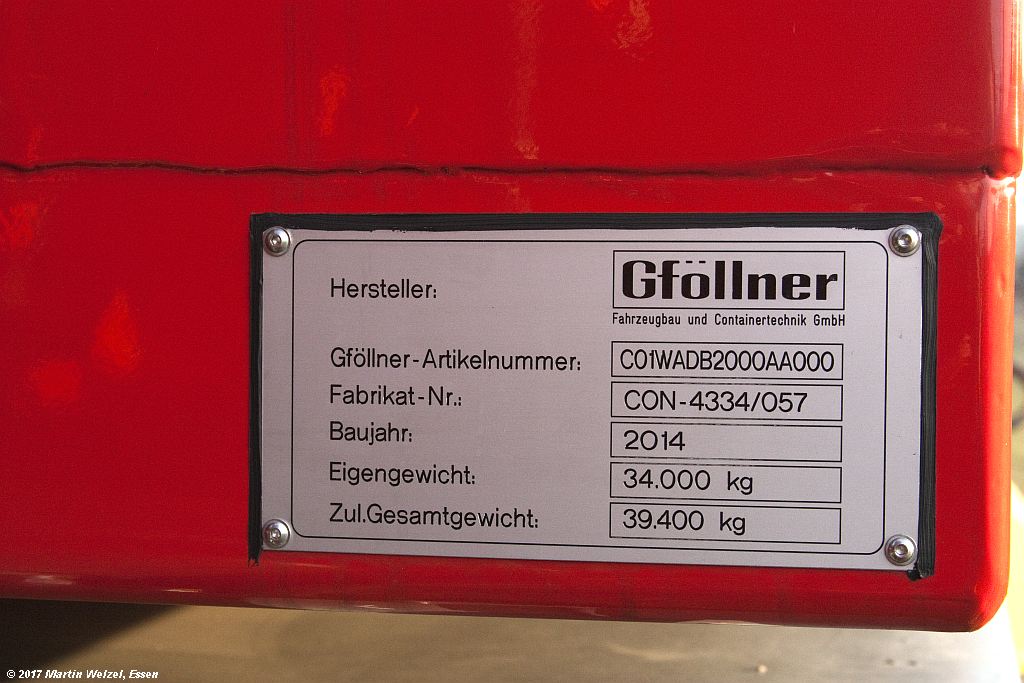 Hersteller: Gföllner
Fahrzeugbau und Containertechnik GmbH
Gföllner-Artikelnummer: C01WADB2000AA000
Fabrikat-Nr.: CON-4334/057
Baujahr: 2014
Eigengewicht: 34.000 kg
Zul.Gesamtgewicht: 39.400 kg
© 2017 Martin Welzel, Essen